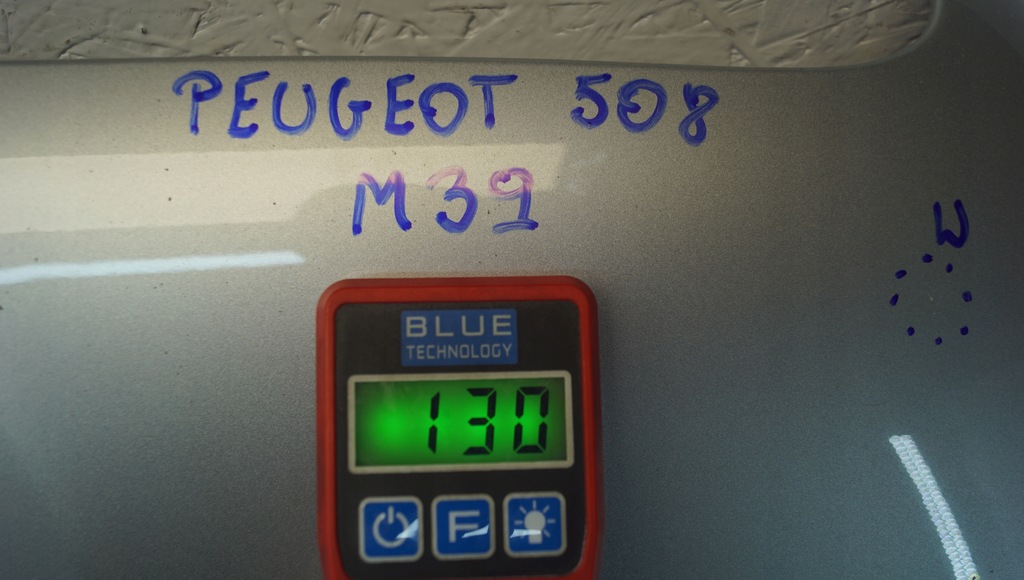 PEUGEOT 508
M39
W
BLUE
TECHNOLOGY
130
F